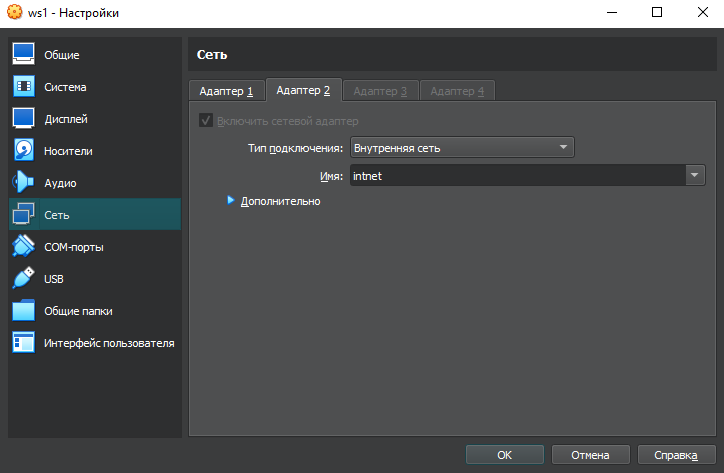 ws1 - Настройки
Общие
Система
Дисплей
Носители
Аудио
Сеть
COM-порты
USB
Общие папки
Интерфейс пользователя
Сеть
Адаптер 1 Адаптер 2 Адаптер 3 Адаптер 4
Включить сетевой адаптер
Тип подключения: Внутренняя сеть
Имя: intnet
Дополнительно
OK Отмена Справка